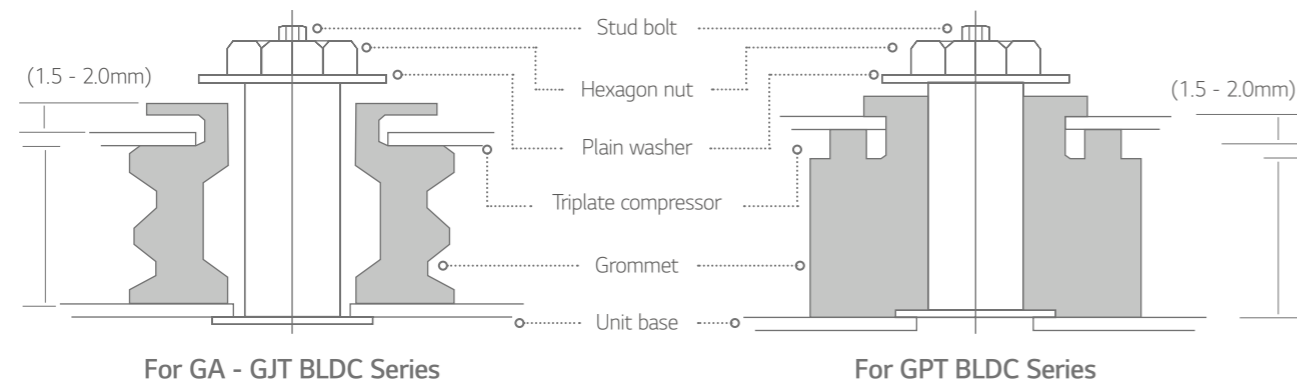 Stud bolt
(1.5 - 2.0mm)
Hexagon nut
(1.5 - 2.0mm)
Plain washer
Triplate compressor
Grommet
Unit base
For GA - GJT BLDC Series
For GPT BLDC Series